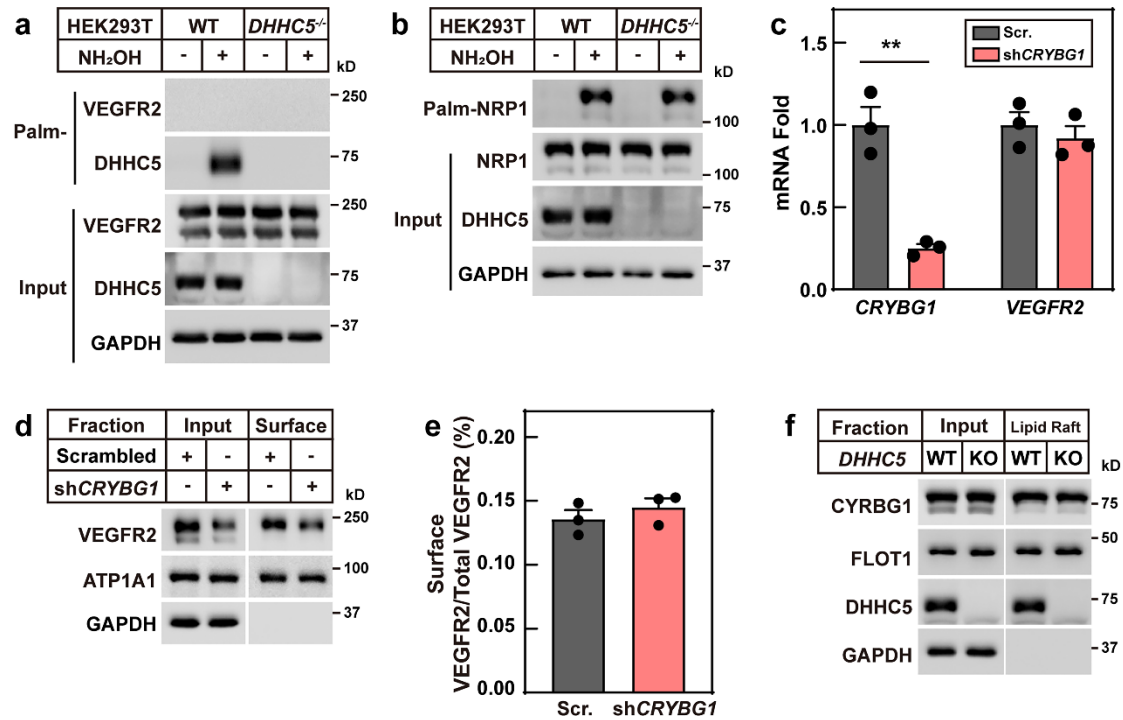 a
HEK293T WT DHHC5-/-
NH₂OH - + - +
kD
Palm-
VEGFR2
250
DHHC5
75
Input
VEGFR2
250
DHHC5
75
GAPDH
37
b
HEK293T WT DHHC5-/-
NH₂OH - + - +
kD
Palm-NRP1
100
Input
NRP1
100
DHHC5
75
GAPDH
37
c
mRNA Fold
1.5
1.0
0.5
0.0
**
Scr.
shCRYBG1
CRYBG1 VEGFR2
d
Fraction Input Surface
Scrambled + - + -
shCRYBG1 - + - +
kD
VEGFR2
250
ATP1A1
100
GAPDH
37
e
Surface
VEGFR2/Total VEGFR2 (%)
0.20
0.15
0.10
0.05
0.00
Scr. shCRYBG1
f
Fraction Input Lipid Raft
DHHC5 WT KO WT KO
kD
CYRBG1
75
50
FLOT1
DHHC5
75
GAPDH
37